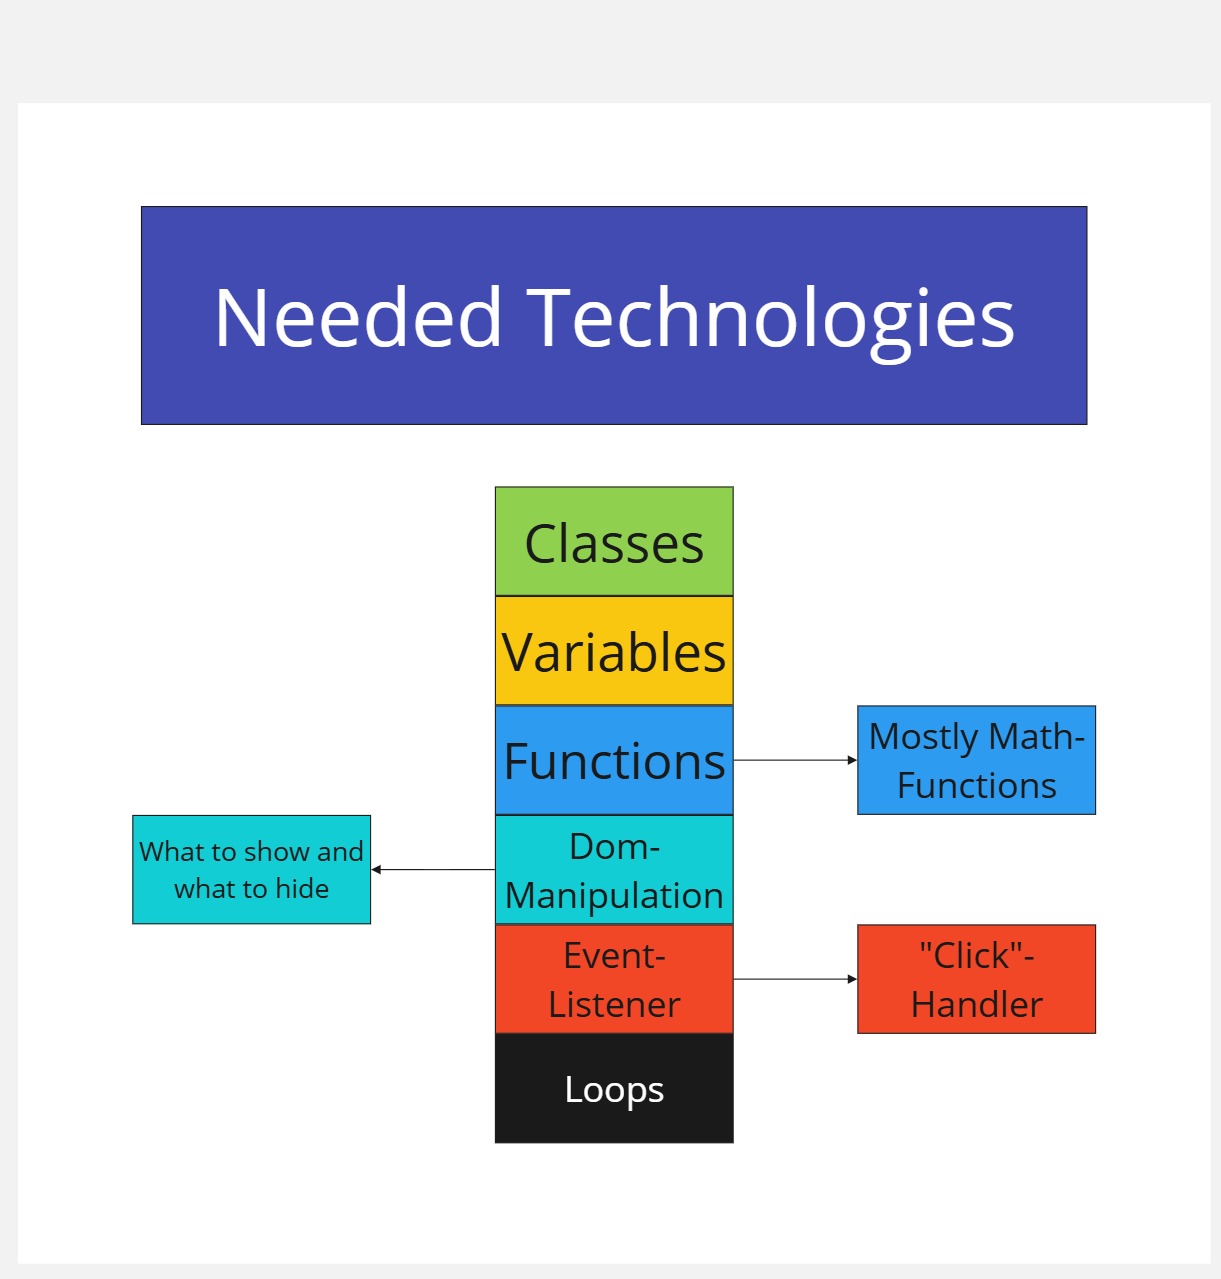 Needed Technologies
Classes
Variables
Functions
Mostly Math-
Functions
What to show and
what to hide
Dom-
Manipulation
Event-
Listener
"Click"-
Handler
Loops